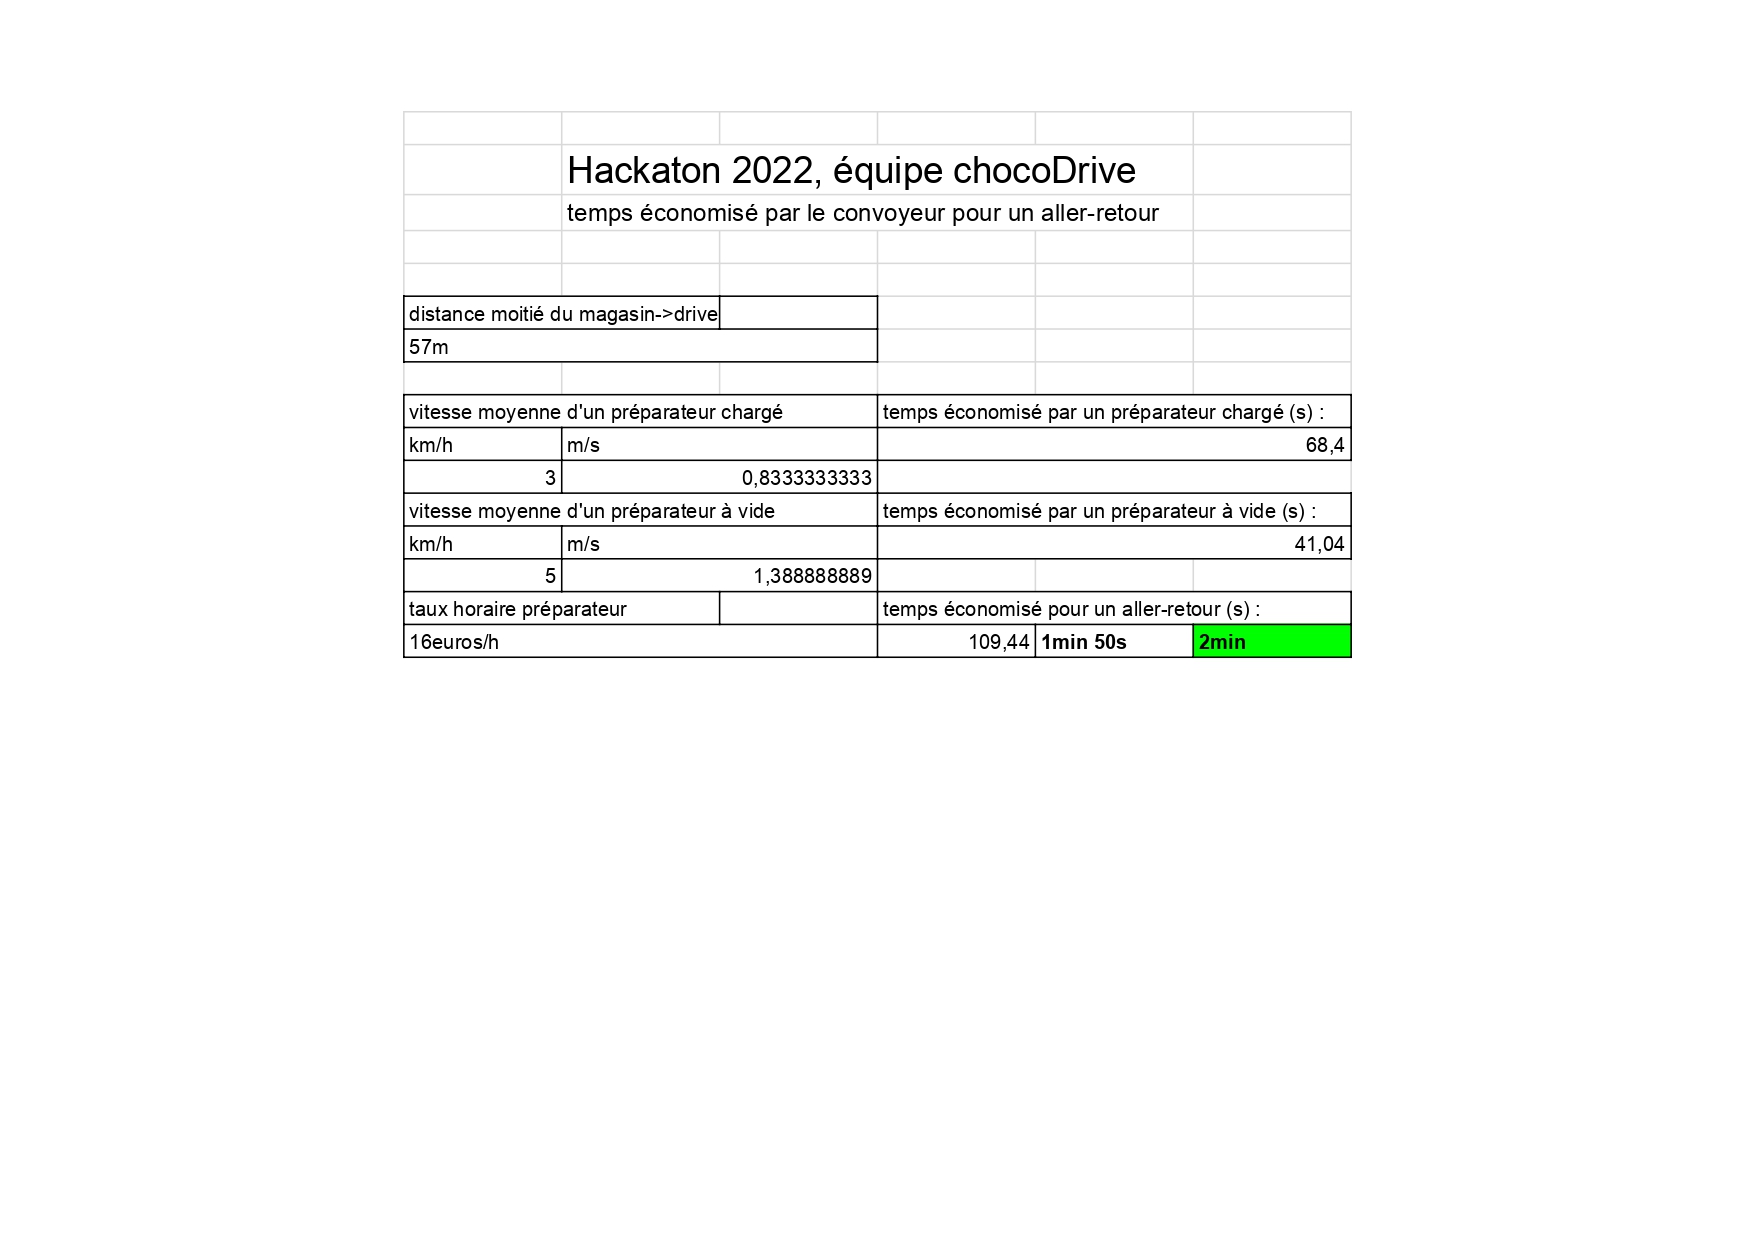 Hackaton 2022, équipe chocoDrive
temps économisé par le convoyeur pour un aller-retour
distance moitié du magasin->drive
57m
vitesse moyenne d'un préparateur chargé temps économisé par un préparateur chargé (s) :
km/h m/s 68,4
3 0,8333333333
vitesse moyenne d'un préparateur à vide temps économisé par un préparateur à vide (s) :
km/h m/s 41,04
5 1,388888889
taux horaire préparateur temps économisé pour un aller-retour (s) :
16euros/h 109,44 1min 50s 2min